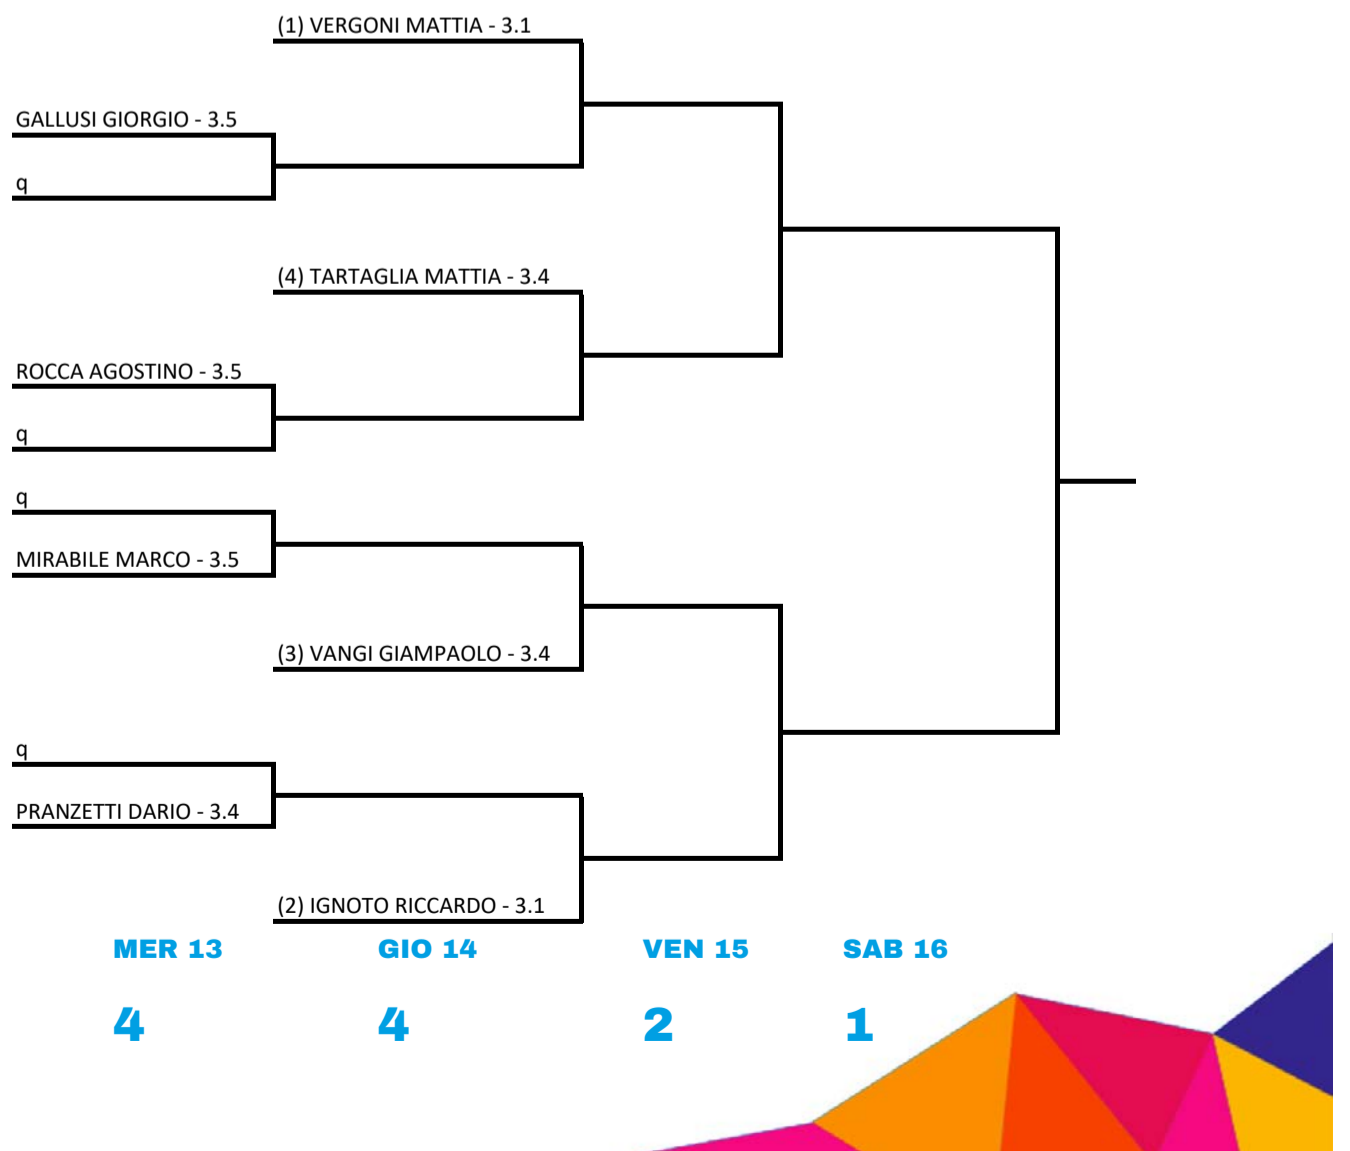 (1) VERGONI MATTIA - 3.1
GALLUSI GIORGIO - 3.5
q
(4) TARTAGLIA MATTIA - 3.4
ROCCA AGOSTINO - 3.5
q
q
MIRABILE MARCO - 3.5
(3) VANGI GIAMPAOLO - 3.4
q
PRANZETTI DARIO - 3.4
(2) IGNOTO RICCARDO - 3.1
MER 13 GIO 14 VEN 15 SAB 16
4 4 2 1